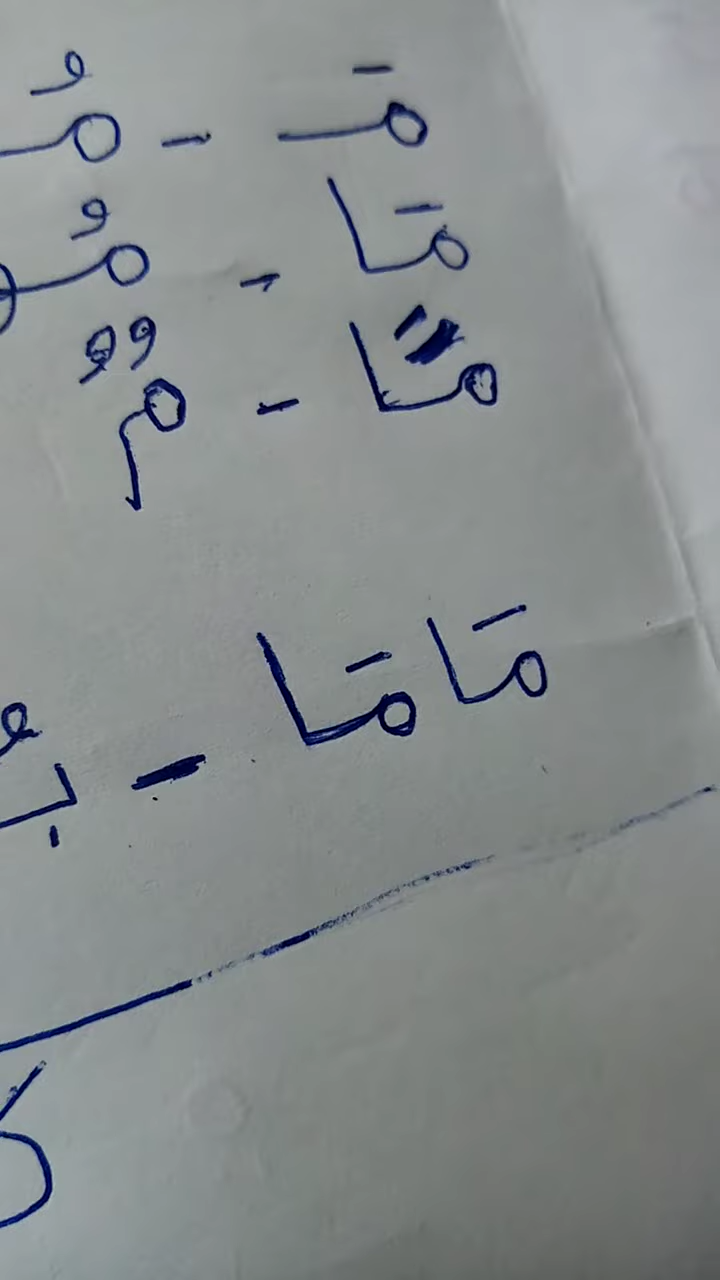 مَـ - مُـ
مَا - مُـ
مًا - مٌ
مَامَا -